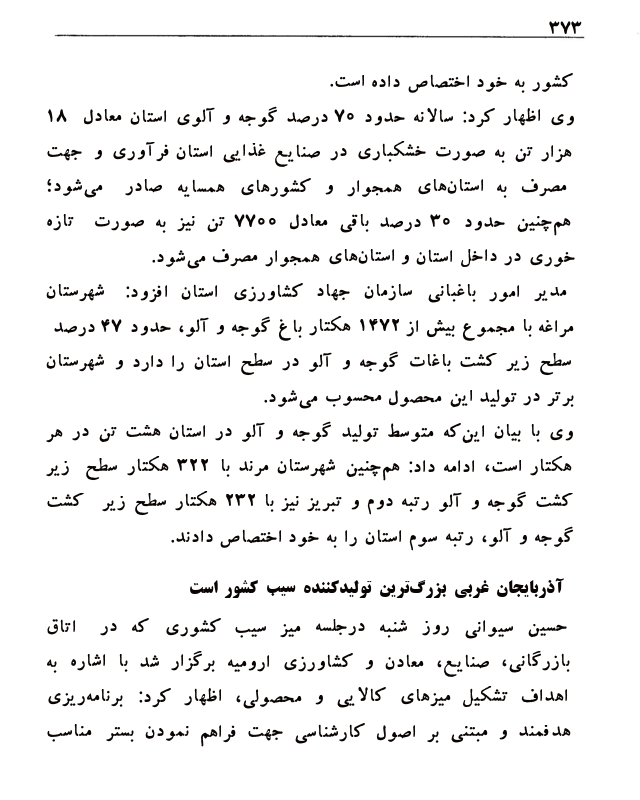 ۳۷۳
کشور به خود اختصاص داده است.
وی اظهار کرد: سالانه حدود ۷۰ درصد گوجه و آلوی استان معادل ۱۸
هزار تن به صورت خشکباری در صنایع غذایی استان فرآوری و جهت
مصرف به استان‌های همجوار و کشورهای همسایه صادر می‌شود؛
هم‌چنین حدود ۳۰ درصد باقی معادل ۷۷۰۰ تن نیز به صورت تازه
خوری در داخل استان و استان‌های همجوار مصرف می‌شود.
مدیر امور باغبانی سازمان جهاد کشاورزی استان افزود: شهرستان
مراغه با مجموع بیش از ۱۴۷۲ هکتار باغ گوجه و آلو، حدود ۴۷ درصد
سطح زیر کشت باغات گوجه و آلو در سطح استان را دارد و شهرستان
برتر در تولید این محصول محسوب می‌شود.
وی با بیان این‌که متوسط تولید گوجه و آلو در استان هشت تن در هر
هکتار است، ادامه داد: هم‌چنین شهرستان مرند با ۳۲۲ هکتار سطح زیر
کشت گوجه و آلو رتبه دوم و تبریز نیز با ۲۳۲ هکتار سطح زیر کشت
گوجه و آلو، رتبه سوم استان را به خود اختصاص دادند.
آذربایجان غربی بزرگ‌ترین تولیدکننده سیب کشور است
حسین سیوانی روز شنبه درجلسه میز سیب کشوری که در اتاق
بازرگانی، صنایع، معادن و کشاورزی ارومیه برگزار شد با اشاره به
اهداف تشکیل میزهای کالایی و محصولی، اظهار کرد: برنامه‌ریزی
هدفمند و مبتنی بر اصول کارشناسی جهت فراهم نمودن بستر مناسب